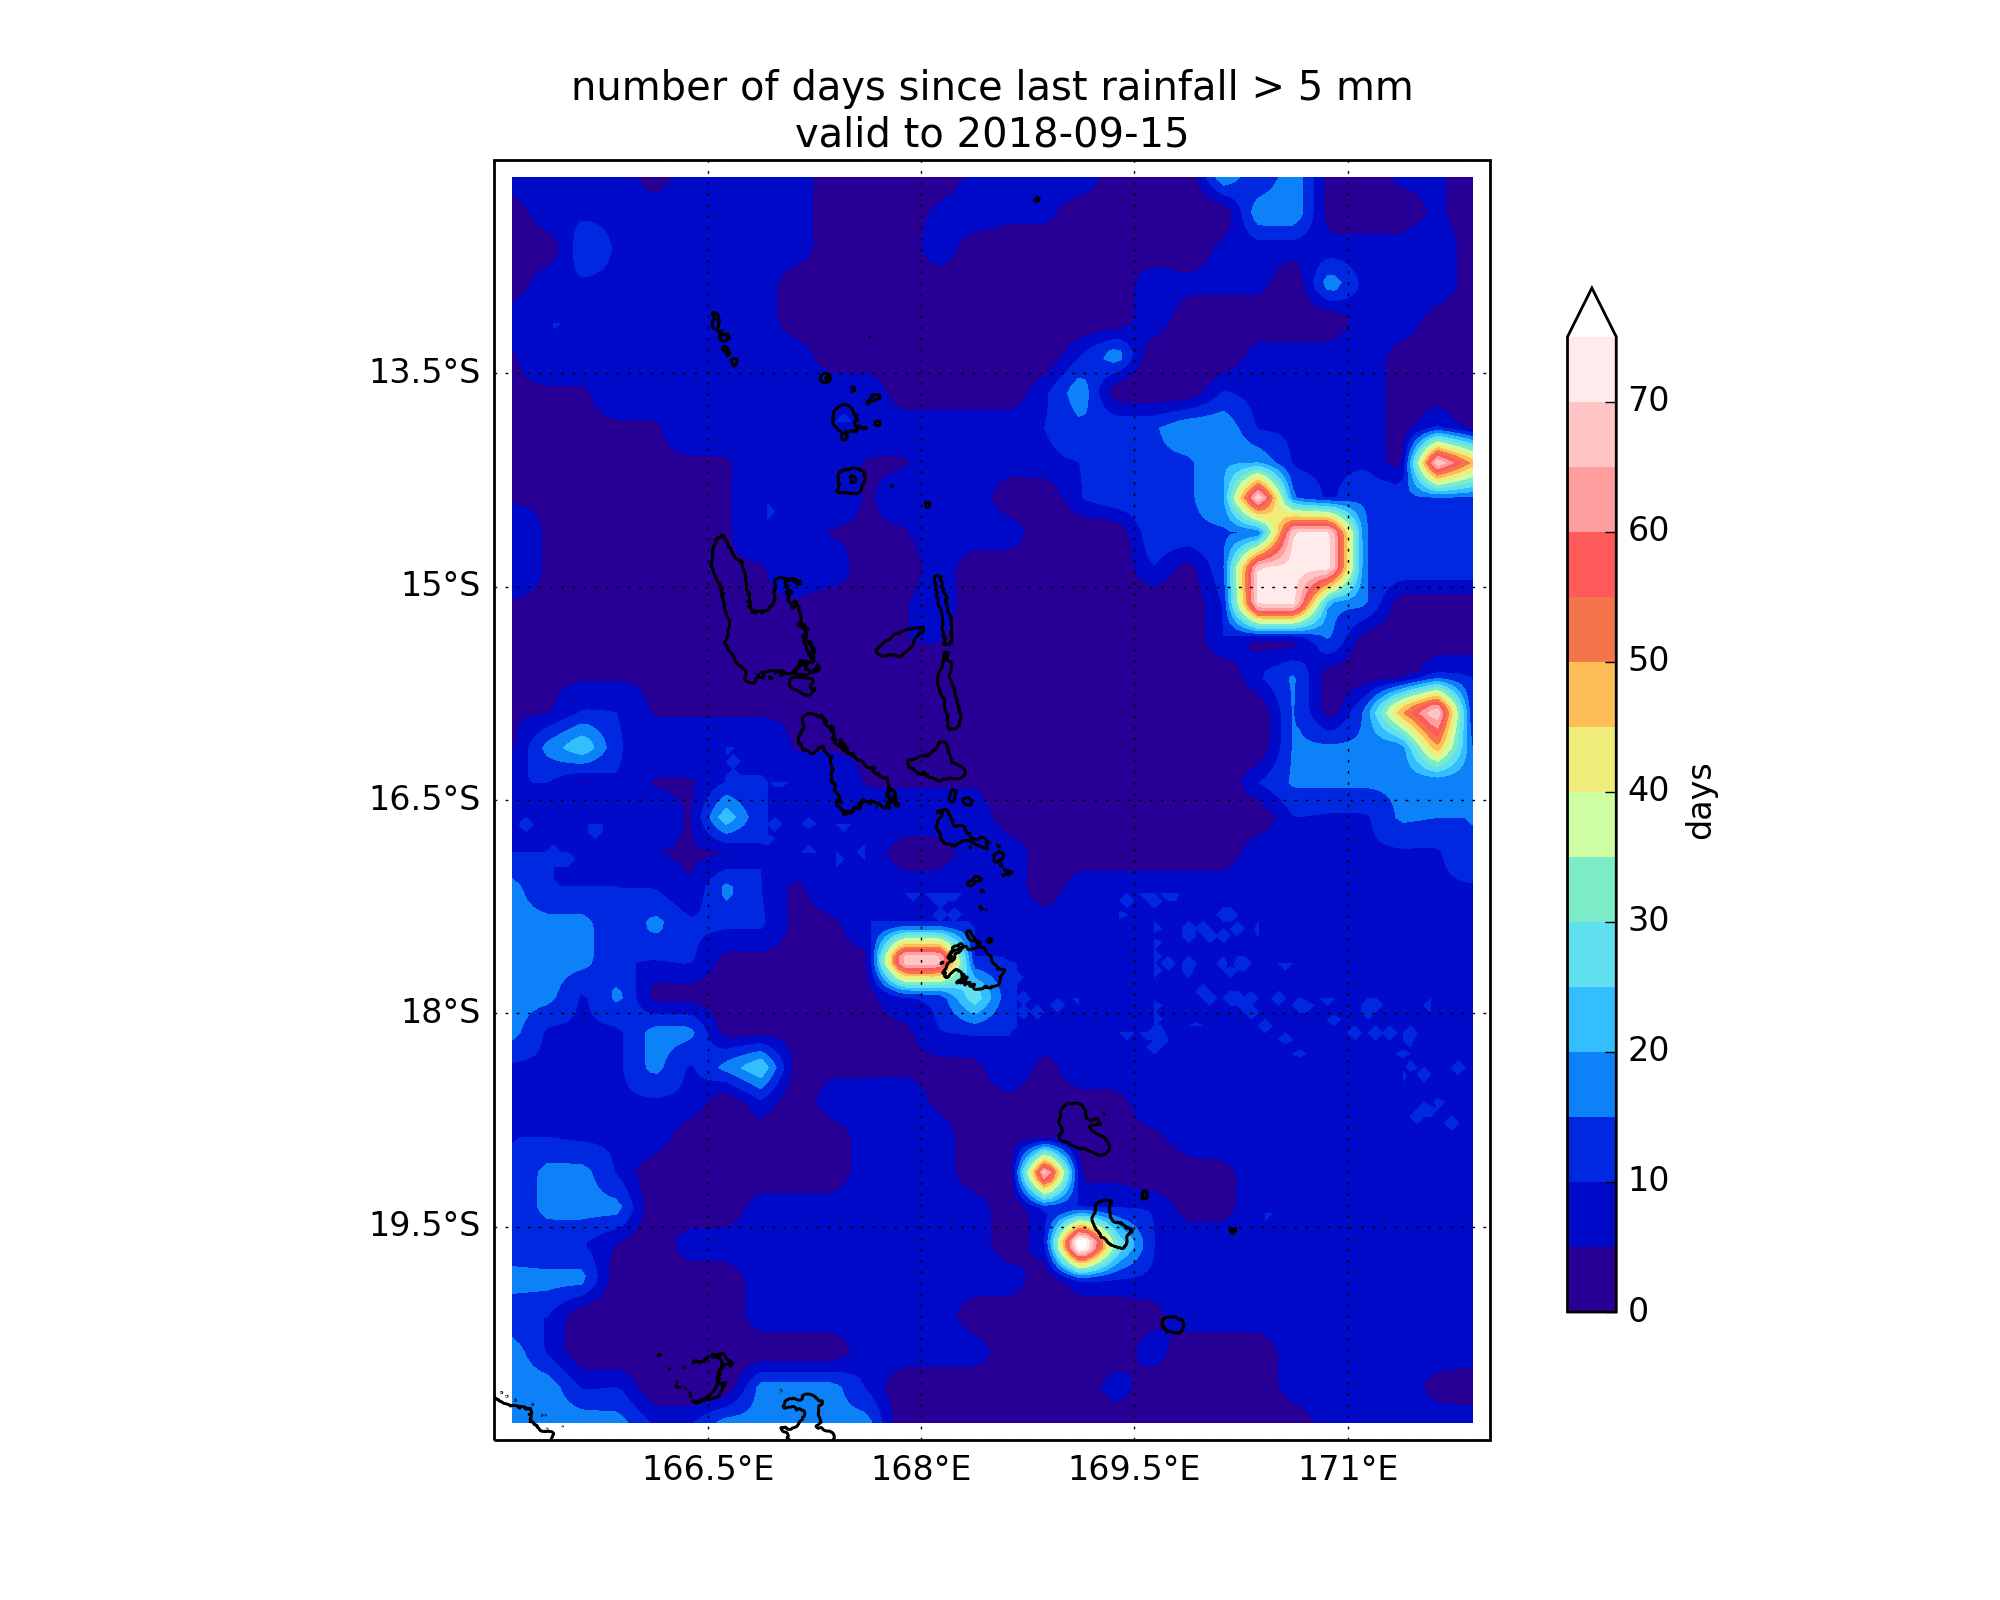 number of days since last rainfall > 5 mm
valid to 2018-09-15
13.5°S
15°S
16.5°S
18°S
19.5°S
166.5°E
168°E
169.5°E
171°E
70
60
50
40
30
20
10
0
days